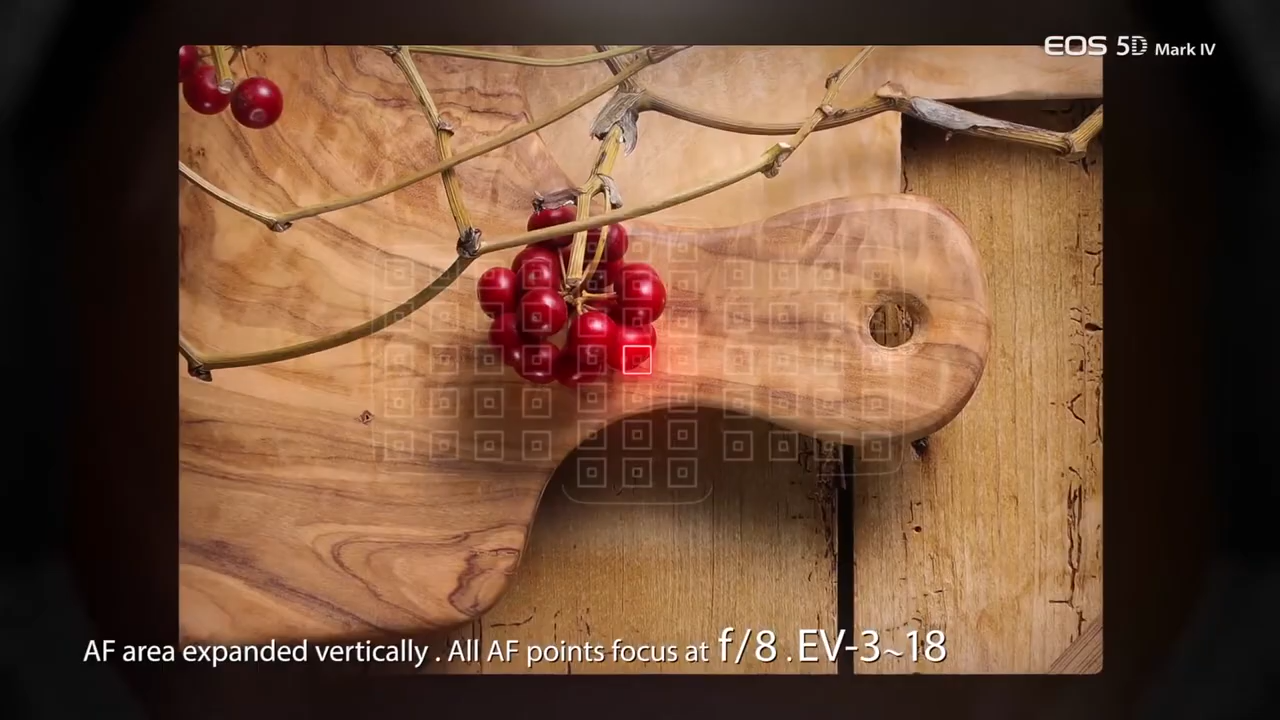 EOS 5D Mark IV
AF area expanded vertically . All AF points focus at f/8 . EV-3~18